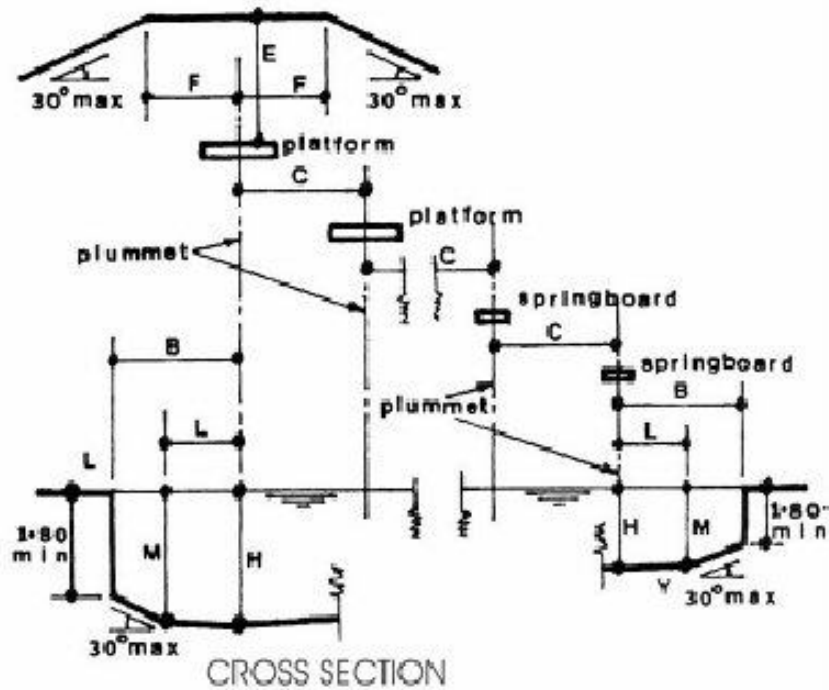 E
F F
30° max 30° max
platform
C
platform
plummet
C
springboard
B
C
springboard
B
plummet
L
L
L
1·80 min
M
H
H
M
1·80 min
Y
30° max
30° max
CROSS SECTION